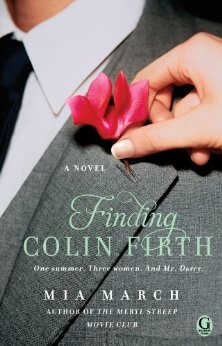 A NOVEL
Finding
COLIN FIRTH
One summer. Three women. And Mr. Darcy.
MIA MARCH
AUTHOR OF THE MERYL STREEP
MOVIE CLUB
G